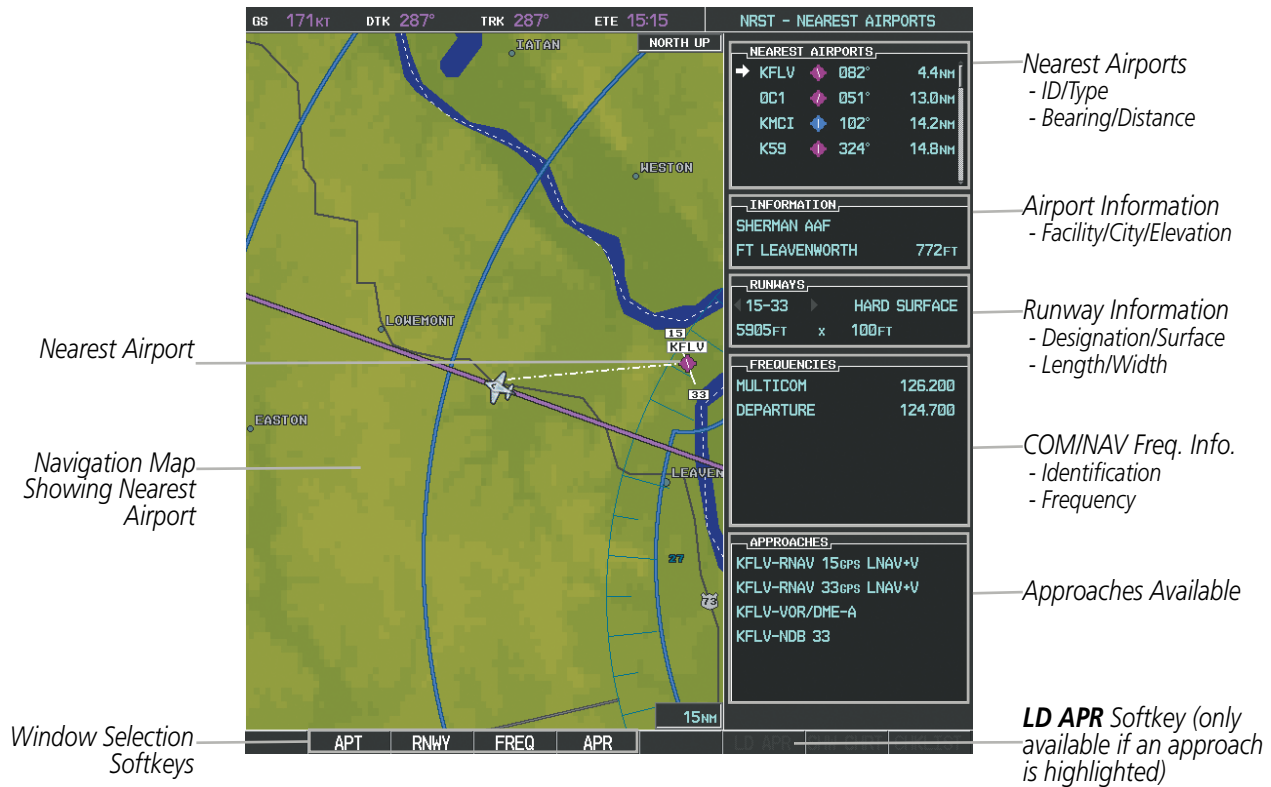 GS 171KT DTK 287° TRK 287° ETE 15:15 NRST - NEAREST AIRPORTS
NORTH UP
IATAN
WESTON
LOWEMONT
15
KFLV
33
EASTON
LEAVEN
27
73
15NM
NEAREST AIRPORTS
KFLV 082° 4.4NM
0C1 051° 13.0NM
KMCI 102° 14.2NM
K59 324° 14.8NM
INFORMATION
SHERMAN AAF
FT LEAVENWORTH 772FT
RUNWAYS
15-33 HARD SURFACE
5905FT x 100FT
FREQUENCIES
MULTICOM 126.200
DEPARTURE 124.700
APPROACHES
KFLV-RNAV 15GPS LNAV+V
KFLV-RNAV 33GPS LNAV+V
KFLV-VOR/DME-A
KFLV-NDB 33
APT RNWY FREQ APR LD APR CHKLIST
Nearest Airport
Navigation Map
Showing Nearest
Airport
Window Selection
Softkeys
Nearest Airports
- ID/Type
- Bearing/Distance
Airport Information
- Facility/City/Elevation
Runway Information
- Designation/Surface
- Length/Width
COM/NAV Freq. Info.
- Identification
- Frequency
Approaches Available
LD APR Softkey (only
available if an approach
is highlighted)